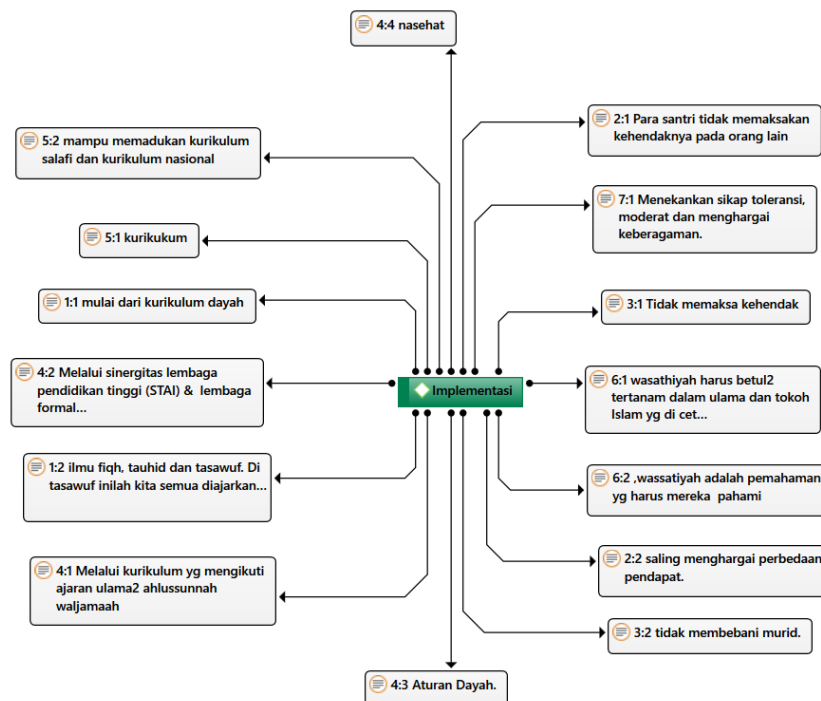 4:4 nasehat
2:1 Para santri tidak memaksakan
kehendaknya pada orang lain
5:2 mampu memadukan kurikulum
salafi dan kurikulum nasional
7:1 Menekankan sikap toleransi,
moderat dan menghargai
keberagaman.
5:1 kurikukum
1:1 mulai dari kurikulum dayah
3:1 Tidak memaksa kehendak
4:2 Melalui sinergitas lembaga
pendidikan tinggi (STAI) & lembaga
formal...
Implementasi
6:1 wasathiyah harus betul2
tertanam dalam ulama dan tokoh
Islam yg di cet...
1:2 ilmu fiqh, tauhid dan tasawuf. Di
tasawuf inilah kita semua diajarkan...
6:2 ,wassatiyah adalah pemahaman
yg harus mereka pahami
4:1 Melalui kurikulum yg mengikuti
ajaran ulama2 ahlussunnah
waljamaah
2:2 saling menghargai perbedaan
pendapat.
3:2 tidak membebani murid.
4:3 Aturan Dayah.